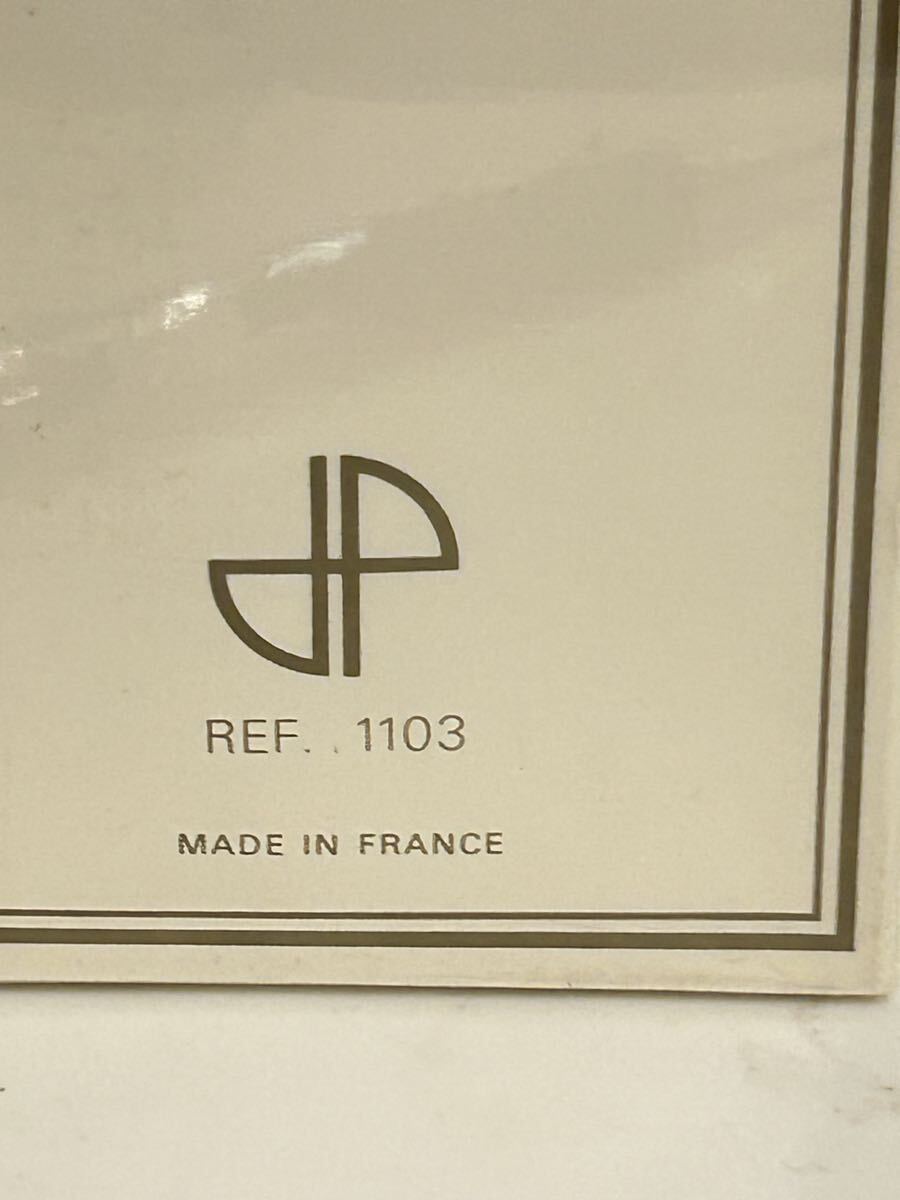 REF. . 1103
MADE IN FRANCE